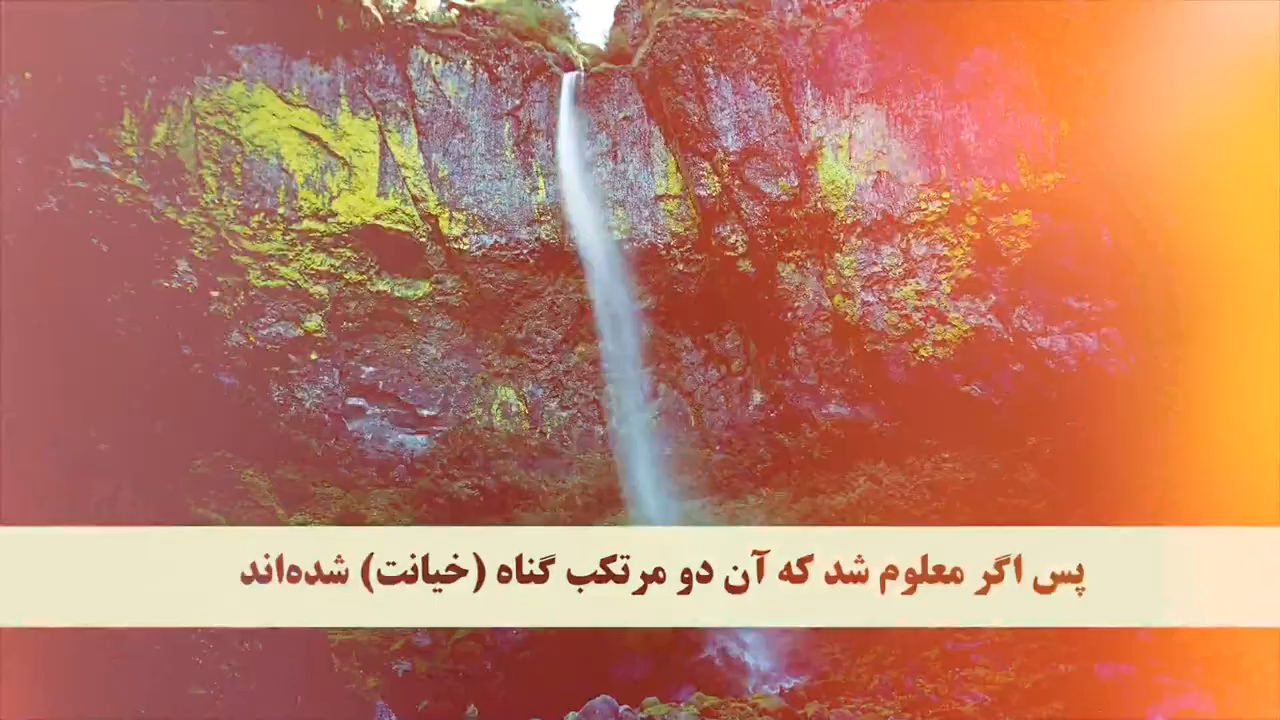 پس اگر معلوم شد که آن دو مرتکب گناه (خیانت) شده‌اند